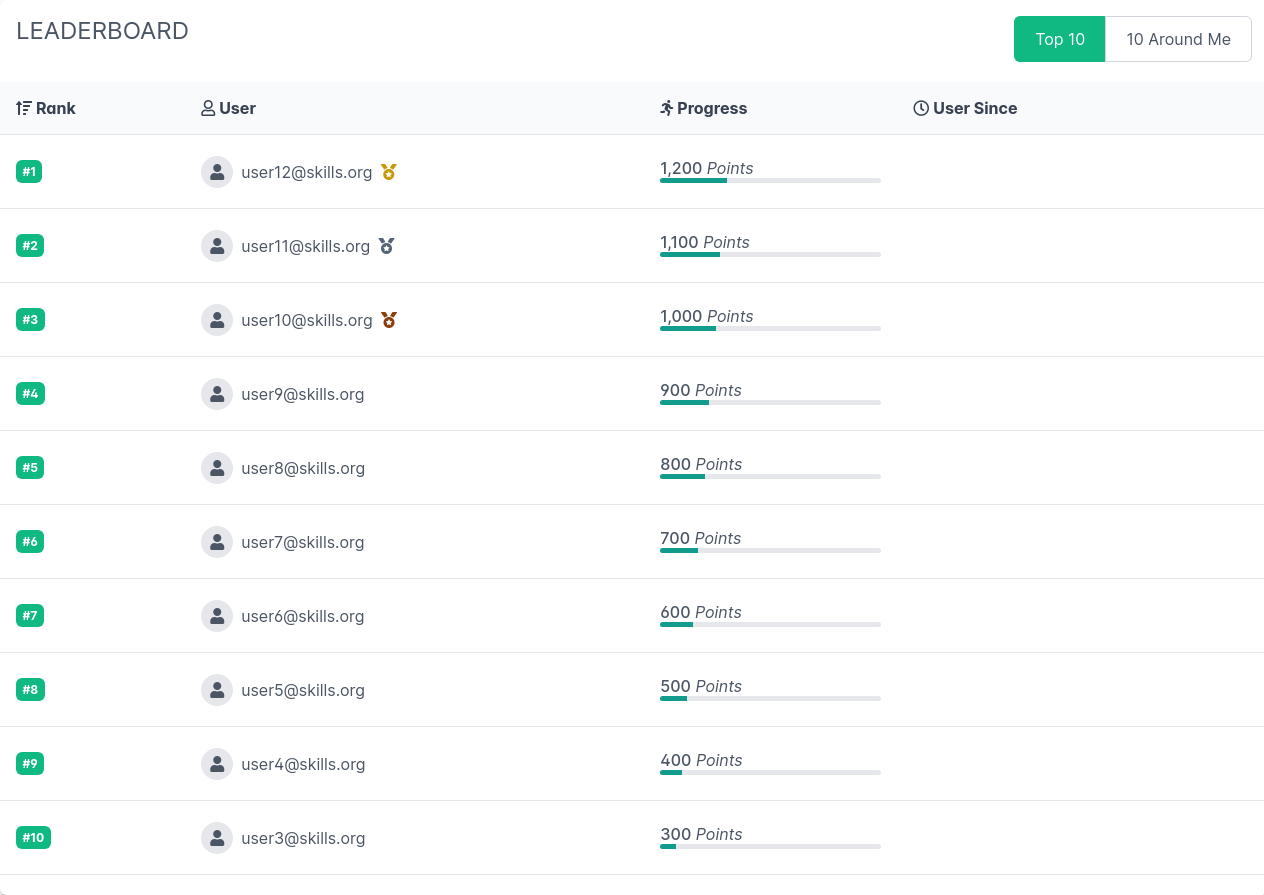 LEADERBOARD
Top 10 10 Around Me
Rank User Progress User Since
#1 user12@skills.org 1,200 Points
#2 user11@skills.org 1,100 Points
#3 user10@skills.org 1,000 Points
#4 user9@skills.org 900 Points
#5 user8@skills.org 800 Points
#6 user7@skills.org 700 Points
#7 user6@skills.org 600 Points
#8 user5@skills.org 500 Points
#9 user4@skills.org 400 Points
#10 user3@skills.org 300 Points